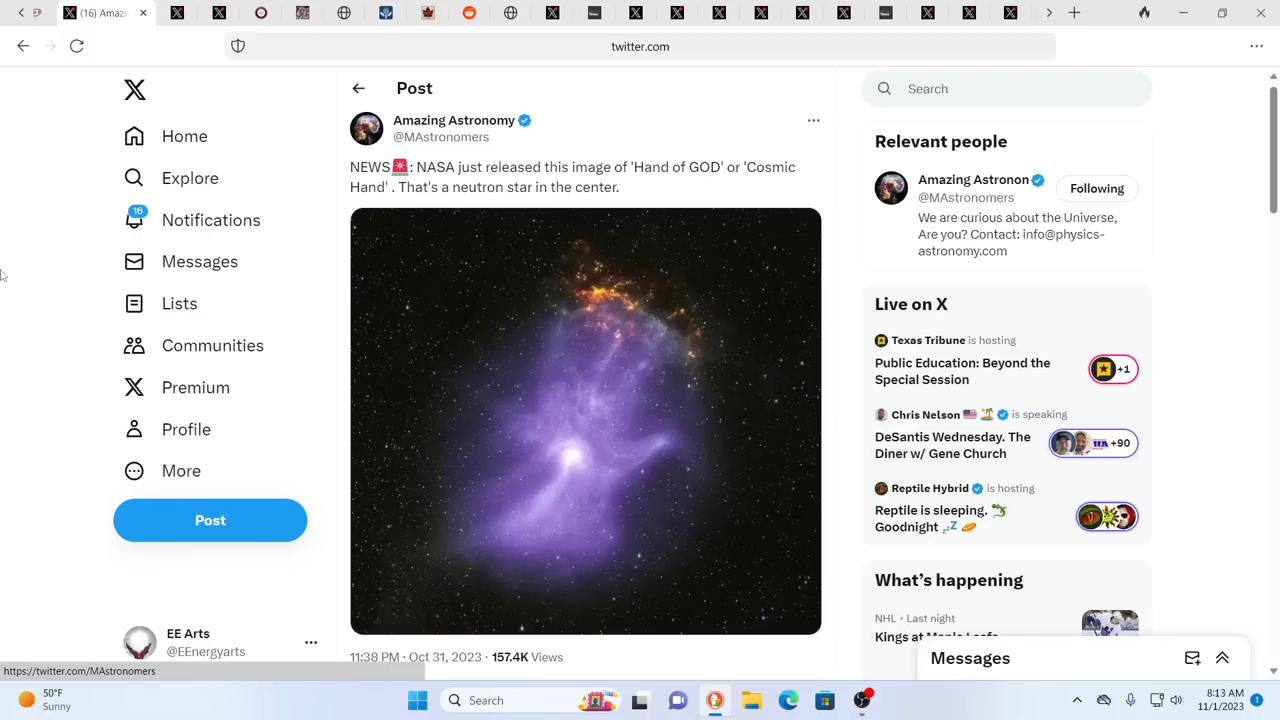 (16) Amazi
twitter.com
Post
Search
Amazing Astronomy
@MAstronomers
Home
NEWS🚨: NASA just released this image of 'Hand of GOD' or 'Cosmic
Hand' . That's a neutron star in the center.
Relevant people
Explore
Amazing Astronon
@MAstronomers
Following
16
Notifications
We are curious about the Universe,
Are you? Contact: info@physics-
astronomy.com
Messages
Lists
Live on X
Communities
Texas Tribune is hosting
Public Education: Beyond the
Special Session
+1
Premium
Chris Nelson 🇺🇸 🏝️ is speaking
DeSantis Wednesday. The
Diner w/ Gene Church
HA +90
Profile
More
Reptile Hybrid is hosting
Reptile is sleeping. 🦎
Goodnight 💤 🪘
Post
What's happening
NHL · Last night
EE Arts
@EEnergyarts
11:38 PM · Oct 31, 2023 · 157.4K Views
Messages
https://twitter.com/MAstronomers
50°F
Sunny
Search
8:13 AM
11/1/2023
1